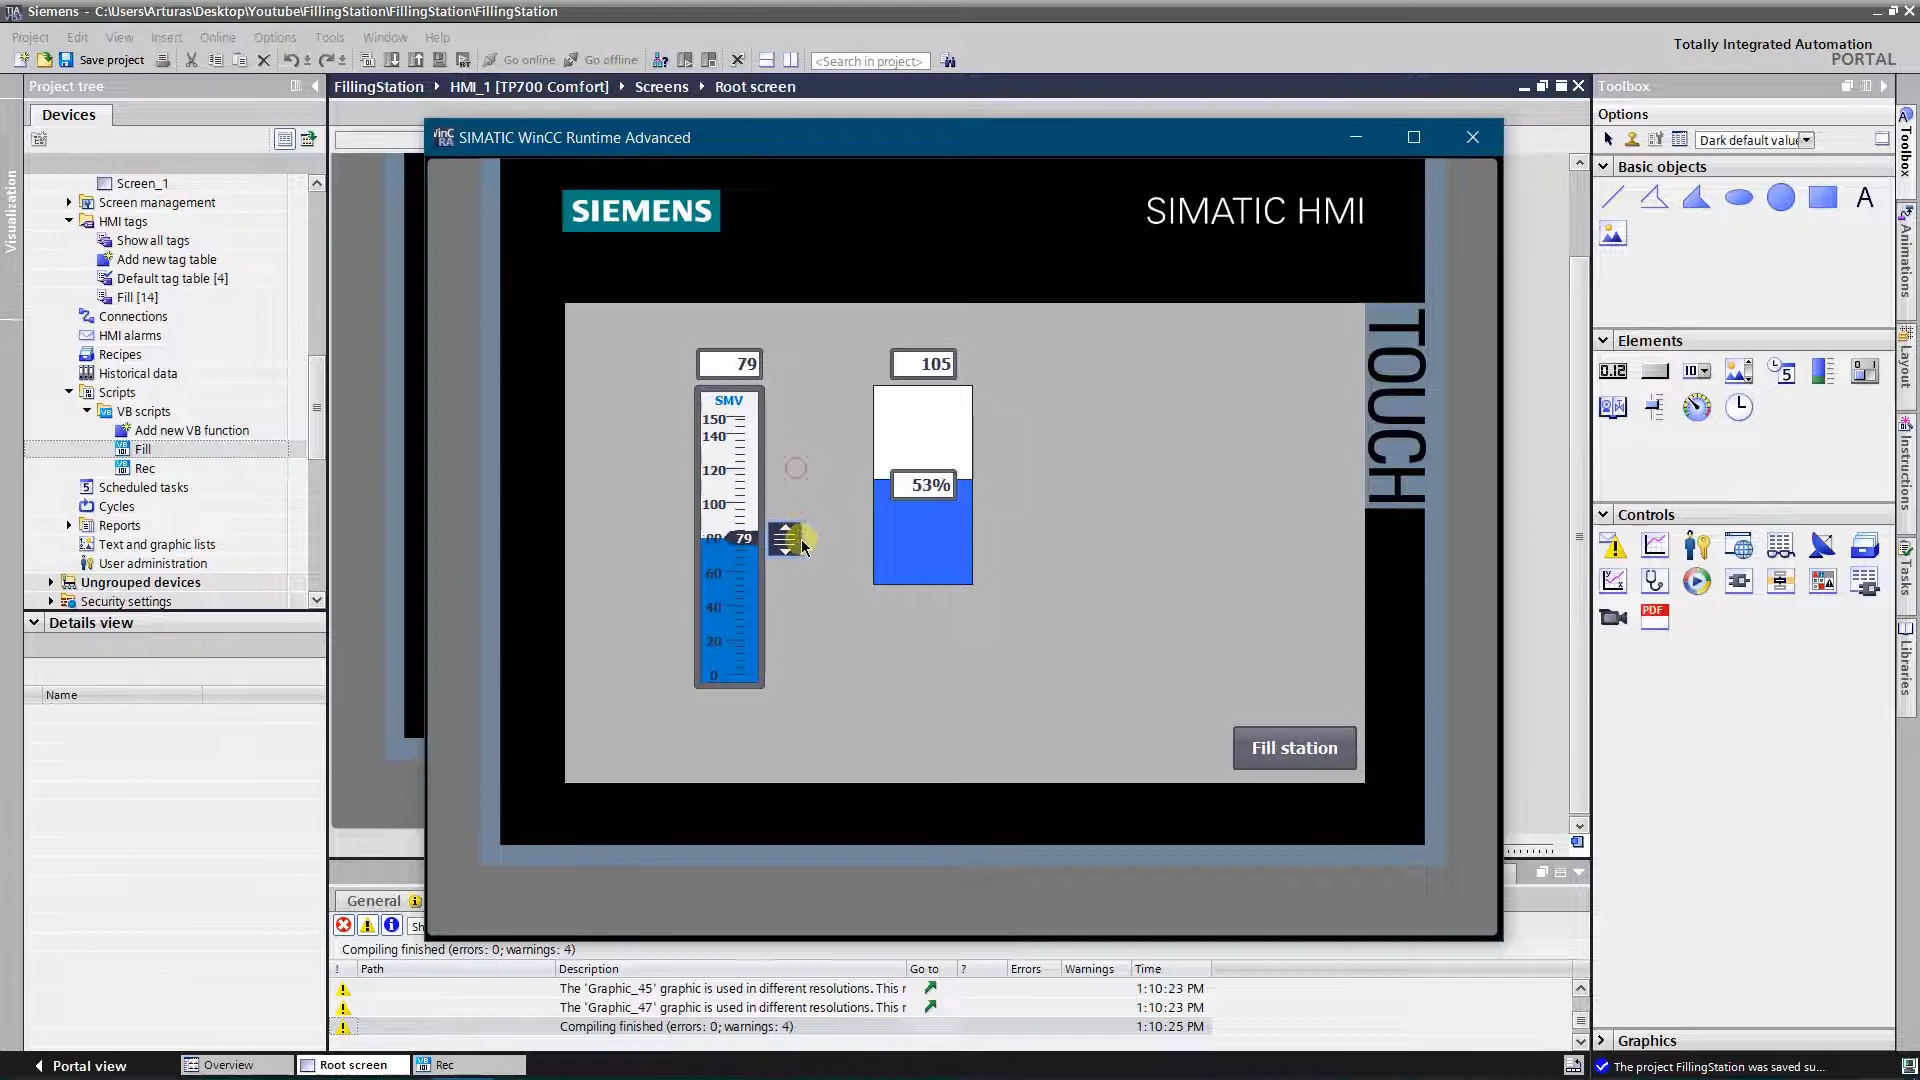 Siemens - C:\Users\Arturas\Desktop\Youtube\FillingStation\FillingStation\FillingStation
Project Edit View Insert Online Options Tools Window Help
Totally Integrated Automation
PORTAL
Save project
Go online
Go offline
<Search in project>
Project tree
FillingStation
HMI_1 [TP700 Comfort]
Screens
Root screen
Toolbox
Devices
Options
Dark default value
Visualization
Screen_1
Screen management
HMI tags
Show all tags
Add new tag table
Default tag table [4]
Fill [14]
Connections
HMI alarms
Recipes
Historical data
Scripts
VB scripts
Add new VB function
Fill
Rec
Scheduled tasks
Cycles
Reports
Text and graphic lists
User administration
Ungrouped devices
Security settings
Details view
Name
SIMATIC WinCC Runtime Advanced
SIEMENS
SIMATIC HMI
TOUCH
79
105
SMV
150
140
120
100
80
79
60
40
20
0
53%
Fill station
Basic objects
Elements
Controls
PDF
Graphics
Toolbox
Animations
Layout
Instructions
Tasks
Libraries
General
Compiling finished (errors: 0; warnings: 4)
! Path Description Go to ? Errors Warnings Time
The 'Graphic_45' graphic is used in different resolutions. This r 1:10:23 PM
The 'Graphic_47' graphic is used in different resolutions. This r 1:10:23 PM
Compiling finished (errors: 0; warnings: 4) 1:10:25 PM
Portal view
Overview
Root screen
Rec
The project FillingStation was saved su...